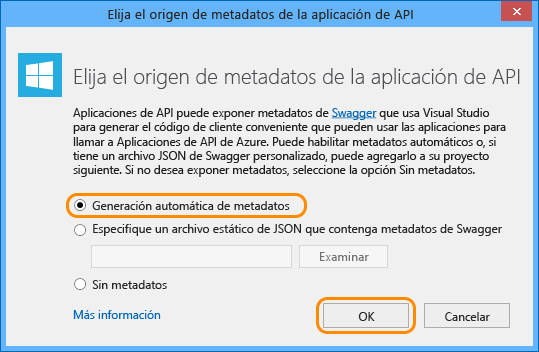 Elija el origen de metadatos de la aplicación de API
Elija el origen de metadatos de la aplicación de API
Aplicaciones de API puede exponer metadatos de Swagger que usa Visual Studio
para generar el código de cliente conveniente que pueden usar las aplicaciones para
llamar a Aplicaciones de API de Azure. Puede habilitar metadatos automáticos o, si
tiene un archivo JSON de Swagger personalizado, puede agregarlo a su proyecto
siguiente. Si no desea exponer metadatos, seleccione la opción Sin metadatos.
Generación automática de metadatos
Especifique un archivo estático de JSON que contenga metadatos de Swagger
Examinar
Sin metadatos
Más información
OK
Cancelar